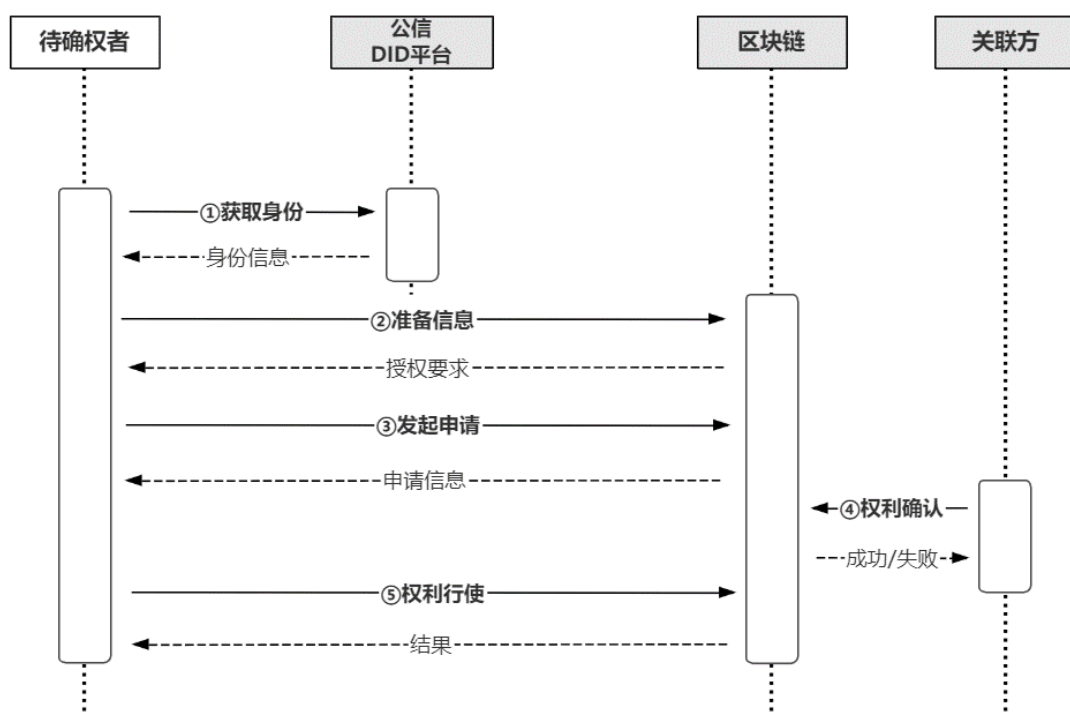 待确权者
公信
DID平台
区块链
关联方
①获取身份
身份信息
②准备信息
授权要求
③发起申请
申请信息
④权利确认
成功/失败
⑤权利行使
结果